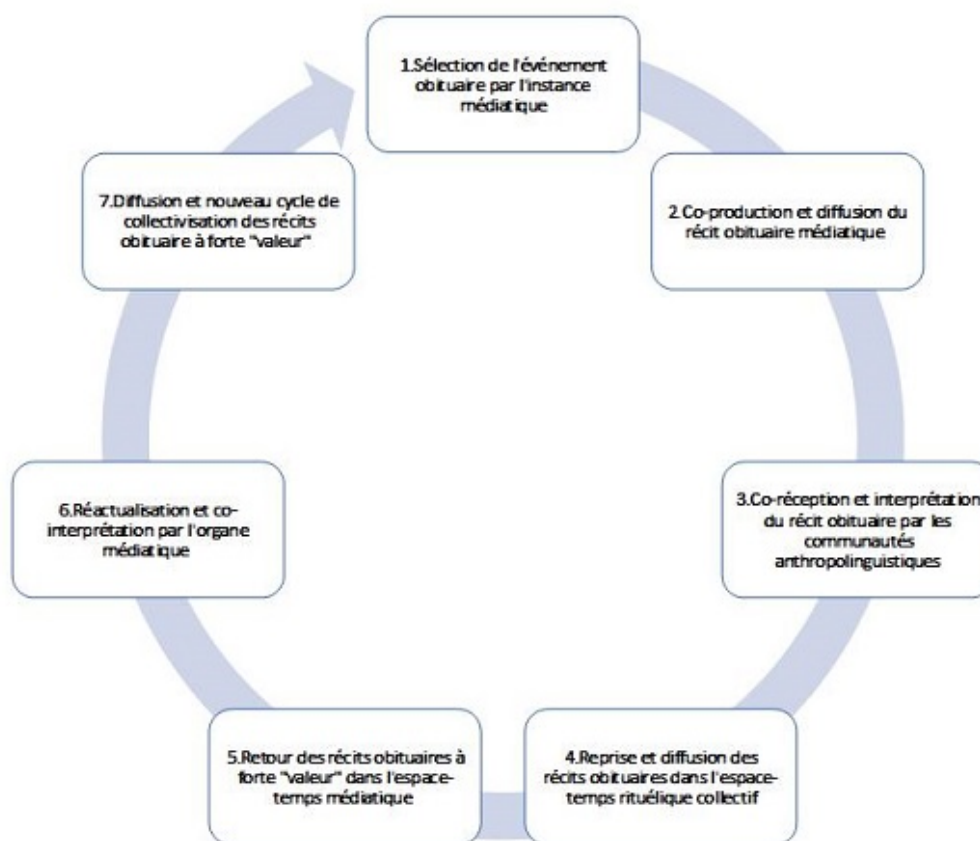 1.Sélection de l'événement
obituaire par l'instance
médiatique
2.Co-production et diffusion du
récit obituaire médiatique
3.Co-réception et interprétation
du récit obituaire par les
communautés
anthropolinguistiques
4.Reprise et diffusion des
récits obituaires dans l'espace-
temps rituélique collectif
5.Retour des récits obituaires à
forte "valeur" dans l'espace-
temps médiatique
6.Réactualisation et co-
interprétation par l'organe
médiatique
7.Diffusion et nouveau cycle de
collectivisation des récits
obituaire à forte "valeur"